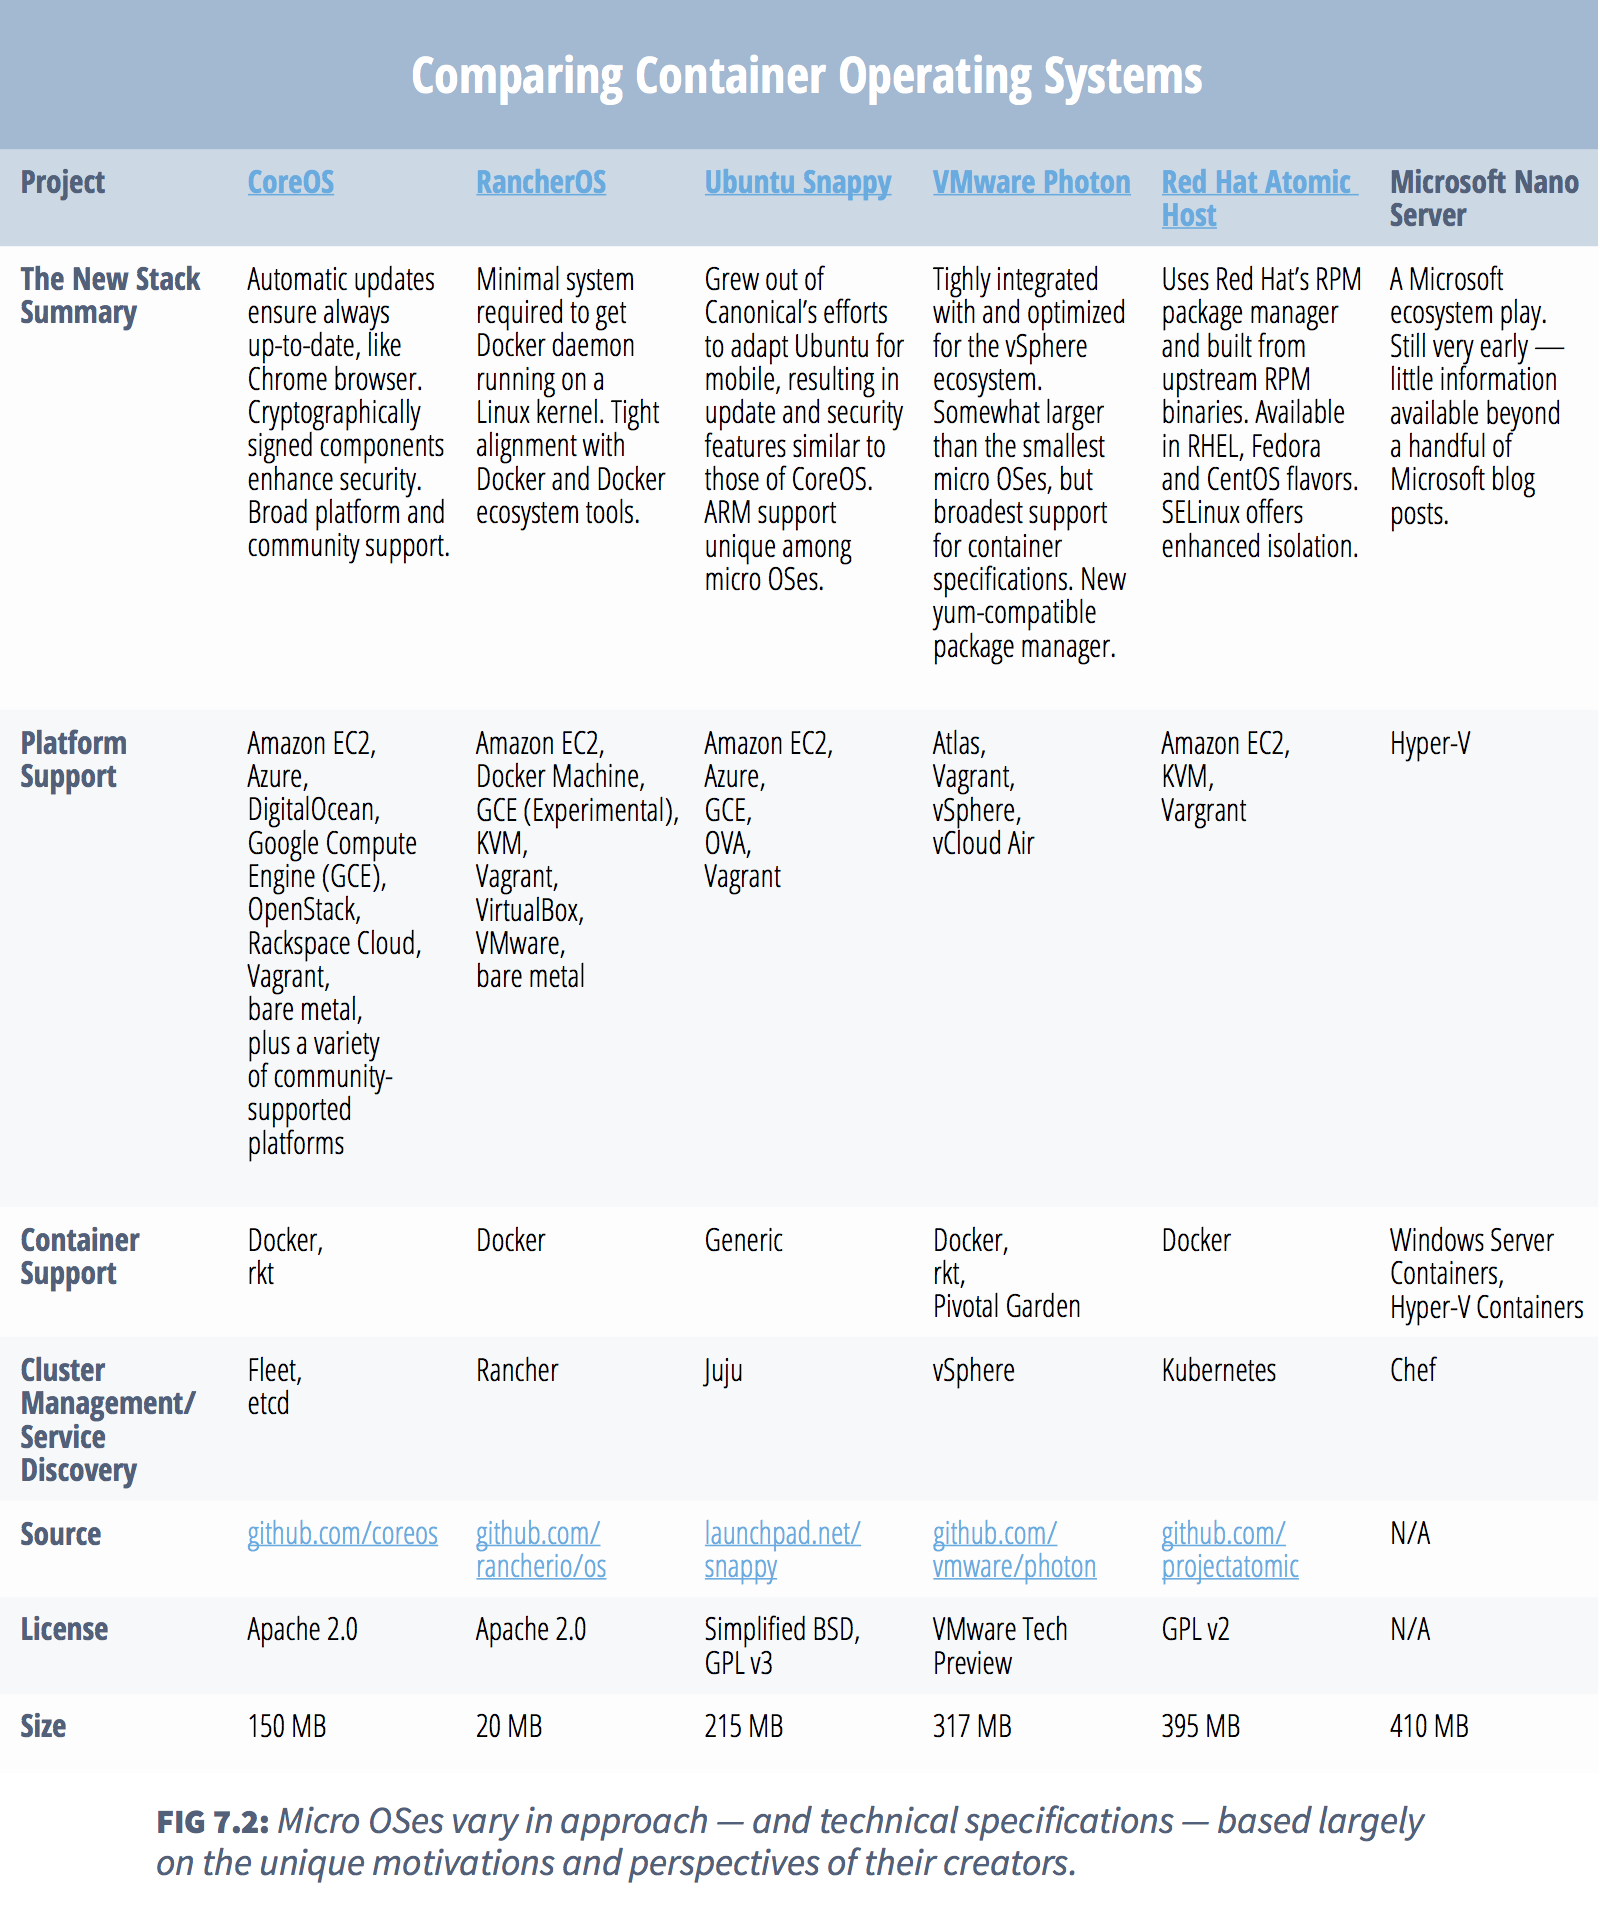 Comparing Container Operating Systems
Project
CoreOS
RancherOS
Ubuntu Snappy
VMware Photon
Red Hat Atomic
Host
Microsoft Nano
Server
The New Stack
Summary
Automatic updates
ensure always
up-to-date, like
Chrome browser.
Cryptographically
signed components
enhance security.
Broad platform and
community support.
Minimal system
required to get
Docker daemon
running on a
Linux kernel. Tight
alignment with
Docker and Docker
ecosystem tools.
Grew out of
Canonical’s efforts
to adapt Ubuntu for
mobile, resulting in
update and security
features similar to
those of CoreOS.
ARM support
unique among
micro OSes.
Tighly integrated
with and optimized
for the vSphere
ecosystem.
Somewhat larger
than the smallest
micro OSes, but
broadest support
for container
specifications. New
yum-compatible
package manager.
Uses Red Hat’s RPM
package manager
and built from
upstream RPM
binaries. Available
in RHEL, Fedora
and CentOS flavors.
SELinux offers
enhanced isolation.
A Microsoft
ecosystem play.
Still very early —
little information
available beyond
a handful of
Microsoft blog
posts.
Platform
Support
Amazon EC2,
Azure,
DigitalOcean,
Google Compute
Engine (GCE),
OpenStack,
Rackspace Cloud,
Vagrant,
bare metal,
plus a variety
of community-
supported
platforms
Amazon EC2,
Docker Machine,
GCE (Experimental),
KVM,
Vagrant,
VirtualBox,
VMware,
bare metal
Amazon EC2,
Azure,
GCE,
OVA,
Vagrant
Atlas,
Vagrant,
vSphere,
vCloud Air
Amazon EC2,
KVM,
Vargrant
Hyper-V
Container
Support
Docker,
rkt
Docker
Generic
Docker,
rkt,
Pivotal Garden
Docker
Windows Server
Containers,
Hyper-V Containers
Cluster
Management/
Service
Discovery
Fleet,
etcd
Rancher
Juju
vSphere
Kubernetes
Chef
Source
github.com/coreos
github.com/
rancherio/os
launchpad.net/
snappy
github.com/
vmware/photon
github.com/
projectatomic
N/A
License
Apache 2.0
Apache 2.0
Simplified BSD,
GPL v3
VMware Tech
Preview
GPL v2
N/A
Size
150 MB
20 MB
215 MB
317 MB
395 MB
410 MB
FIG 7.2: Micro OSes vary in approach — and technical specifications — based largely
on the unique motivations and perspectives of their creators.